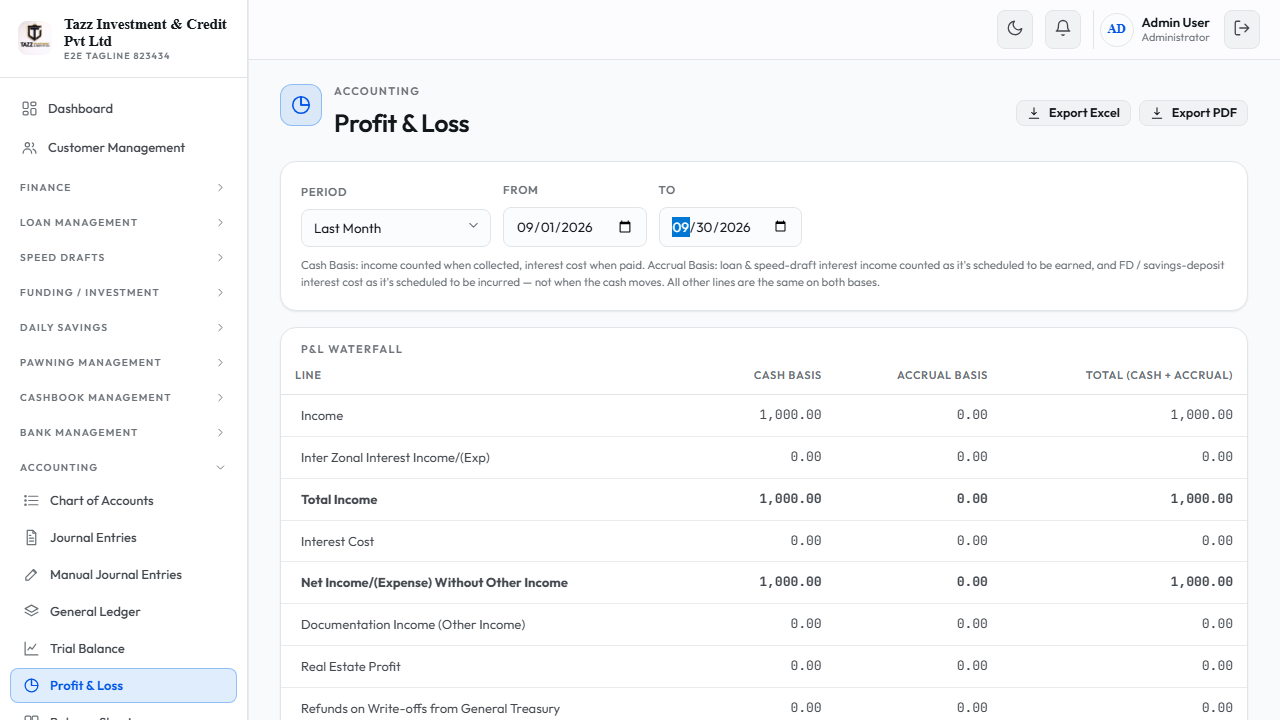 Tazz Investment & Credit
Pvt Ltd
E2E TAGLINE 823434
AD
Admin User
Administrator
Dashboard
Customer Management
FINANCE
LOAN MANAGEMENT
SPEED DRAFTS
FUNDING / INVESTMENT
DAILY SAVINGS
PAWNING MANAGEMENT
CASHBOOK MANAGEMENT
BANK MANAGEMENT
ACCOUNTING
Chart of Accounts
Journal Entries
Manual Journal Entries
General Ledger
Trial Balance
Profit & Loss
ACCOUNTING
Profit & Loss
Export Excel
Export PDF
PERIOD
FROM
TO
Last Month
09/01/2026
09/30/2026
Cash Basis: income counted when collected, interest cost when paid. Accrual Basis: loan & speed-draft interest income counted as it's scheduled to be earned, and FD / savings-deposit
interest cost as it's scheduled to be incurred — not when the cash moves. All other lines are the same on both bases.
P&L WATERFALL
LINE CASH BASIS ACCRUAL BASIS TOTAL (CASH + ACCRUAL)
Income 1,000.00 0.00 1,000.00
Inter Zonal Interest Income/(Exp) 0.00 0.00 0.00
Total Income 1,000.00 0.00 1,000.00
Interest Cost 0.00 0.00 0.00
Net Income/(Expense) Without Other Income 1,000.00 0.00 1,000.00
Documentation Income (Other Income) 0.00 0.00 0.00
Real Estate Profit 0.00 0.00 0.00
Refunds on Write-offs from General Treasury 0.00 0.00 0.00